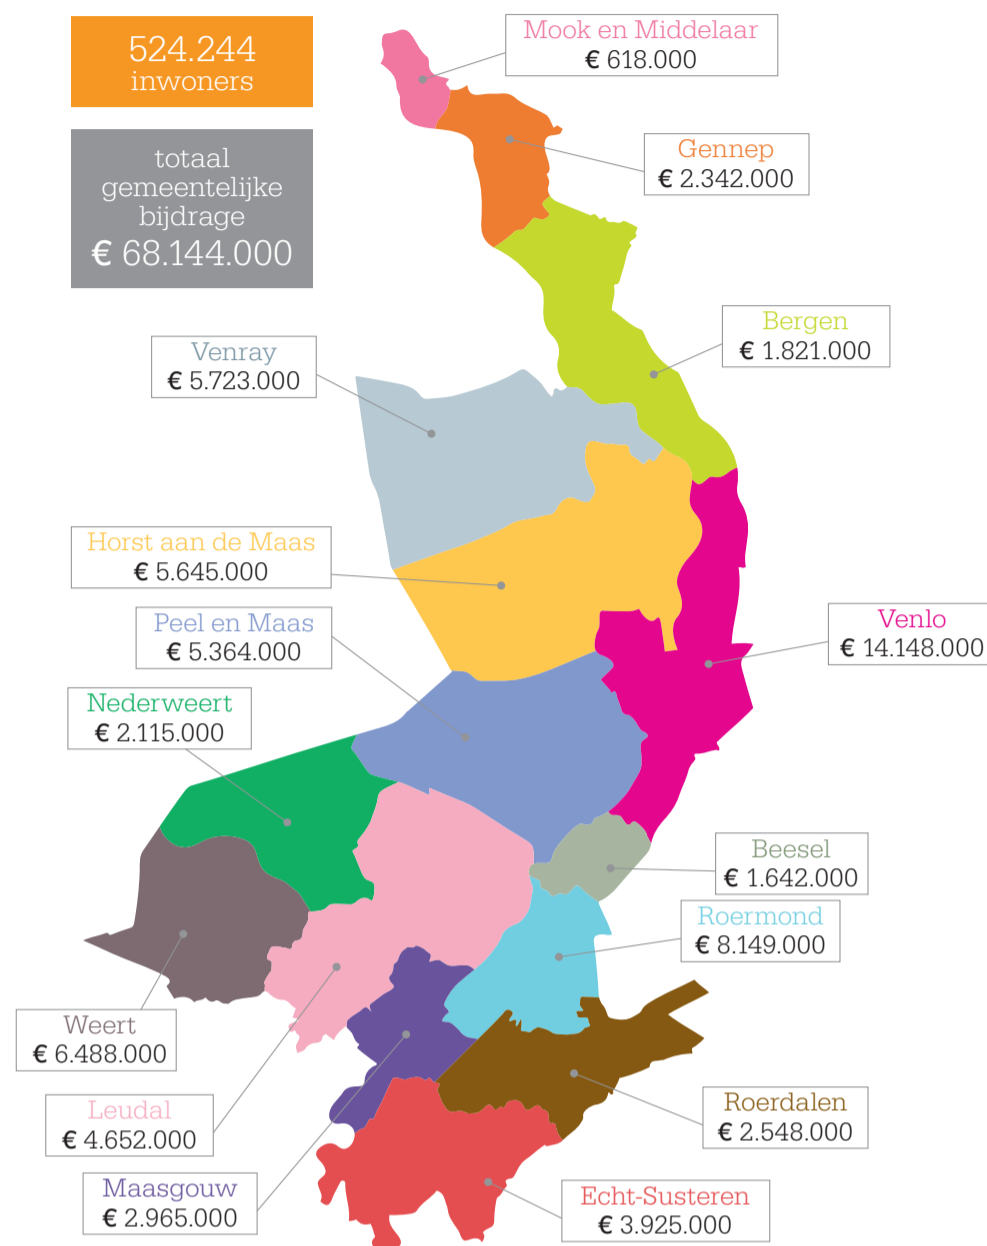 524.244
inwoners
totaal
gemeentelijke
bijdrage
€ 68.144.000
Mook en Middelaar
€ 618.000
Gennep
€ 2.342.000
Bergen
€ 1.821.000
Venray
€ 5.723.000
Horst aan de Maas
€ 5.645.000
Peel en Maas
€ 5.364.000
Venlo
€ 14.148.000
Nederweert
€ 2.115.000
Beesel
€ 1.642.000
Roermond
€ 8.149.000
Weert
€ 6.488.000
Leudal
€ 4.652.000
Roerdalen
€ 2.548.000
Maasgouw
€ 2.965.000
Echt-Susteren
€ 3.925.000